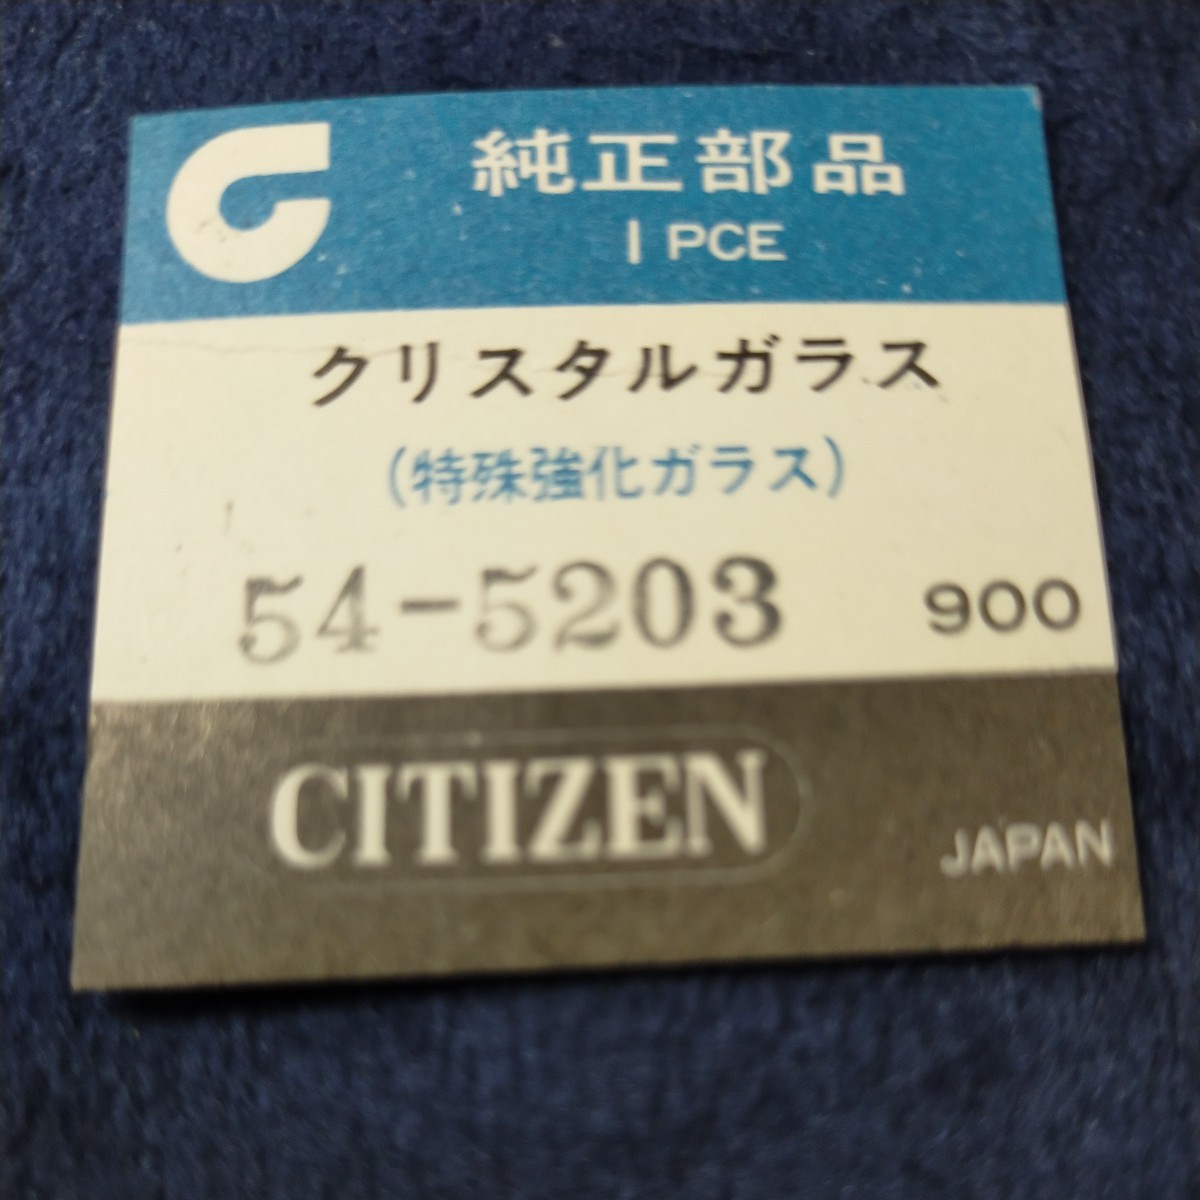 純正部品
1 PCE
クリスタルガラス
(特殊強化ガラス)
54-5203 900
CITIZEN
JAPAN